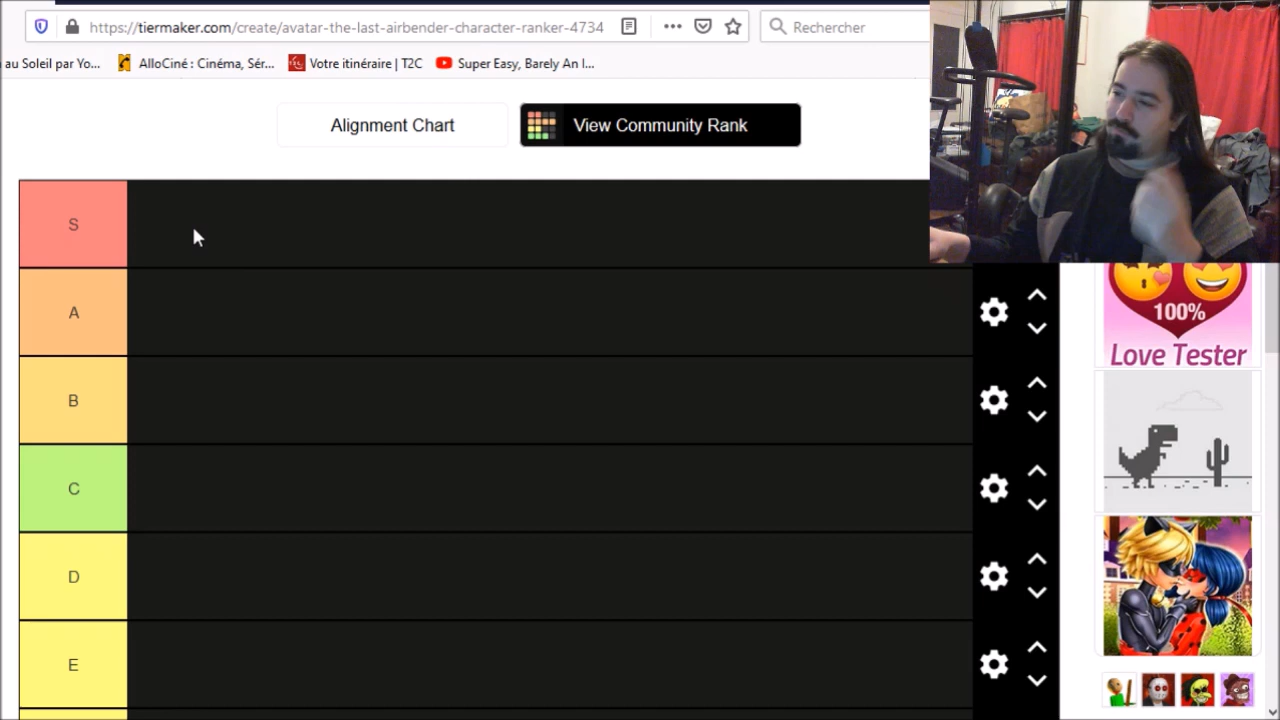 https://tiermaker.com/create/avatar-the-last-airbender-character-ranker-4734
Rechercher
au Soleil par Yo...
AlloCiné : Cinéma, Sér...
Votre itinéraire | T2C
Super Easy, Barely An I...
Alignment Chart
View Community Rank
S
A
B
C
D
E
100%
Love Tester